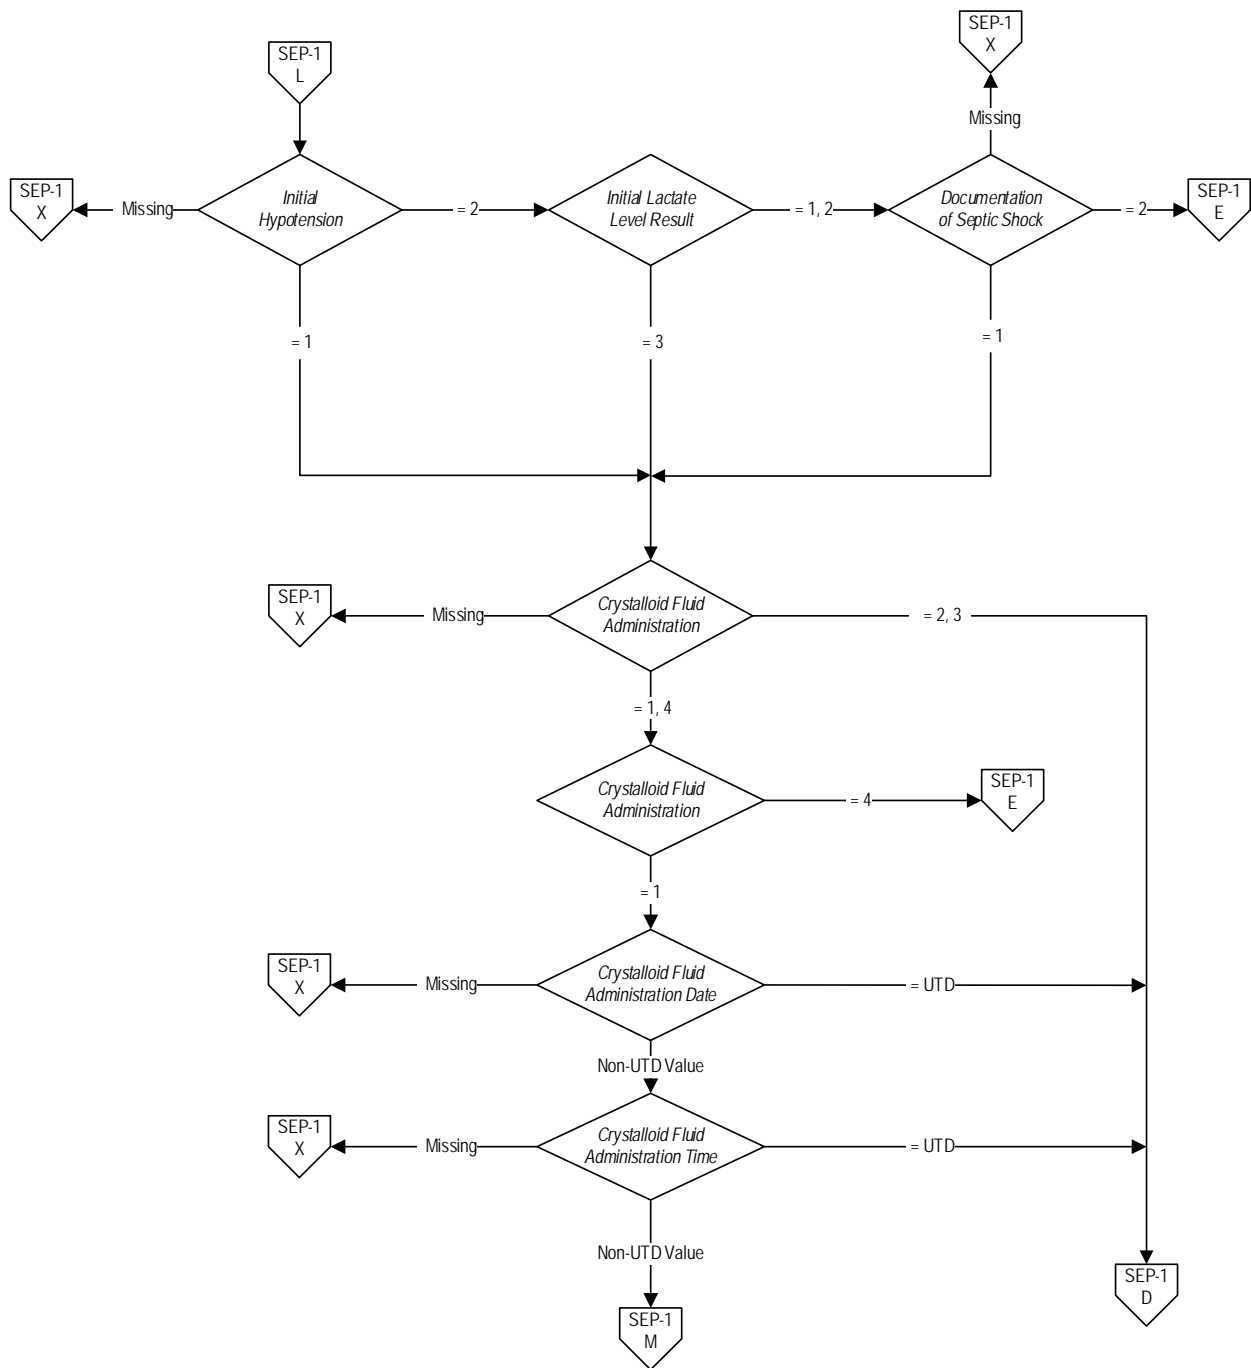 SEP-1
X
SEP-1
L
Missing
SEP-1
X
Missing
Initial
Hypotension
= 2
Initial Lactate
Level Result
= 1, 2
Documentation
of Septic Shock
= 2
SEP-1
E
= 1
= 3
= 1
SEP-1
X
Missing
Crystalloid Fluid
Administration
= 2, 3
= 1, 4
Crystalloid Fluid
Administration
= 4
SEP-1
E
= 1
SEP-1
X
Missing
Crystalloid Fluid
Administration Date
= UTD
Non-UTD Value
SEP-1
X
Missing
Crystalloid Fluid
Administration Time
= UTD
Non-UTD Value
SEP-1
D
SEP-1
M